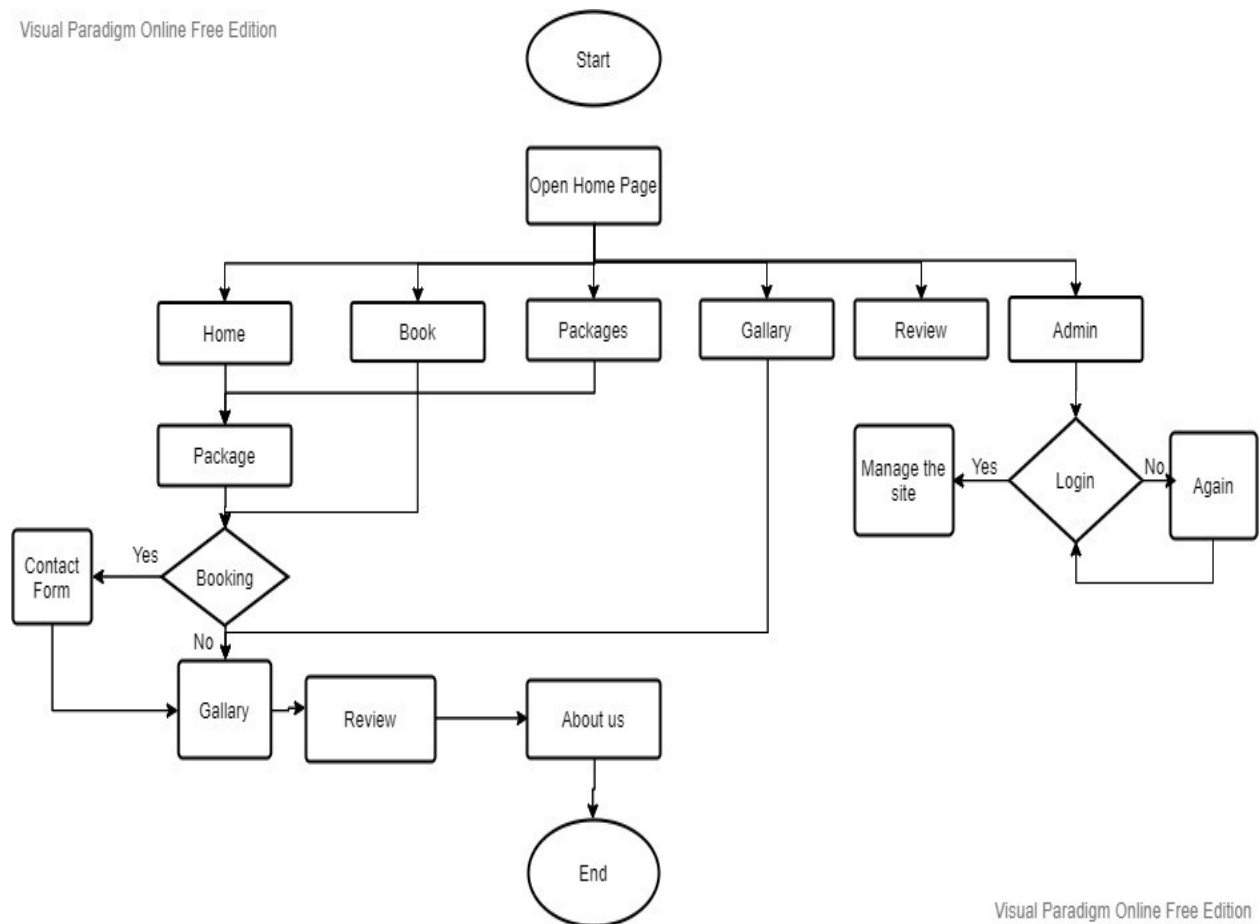 Visual Paradigm Online Free Edition
Start
Open Home Page
Home
Book
Packages
Gallary
Review
Admin
Package
Manage the
site
Yes
Login
No
Again
Contact
Form
Yes
Booking
No
Gallary
Review
About us
End
Visual Paradigm Online Free Edition